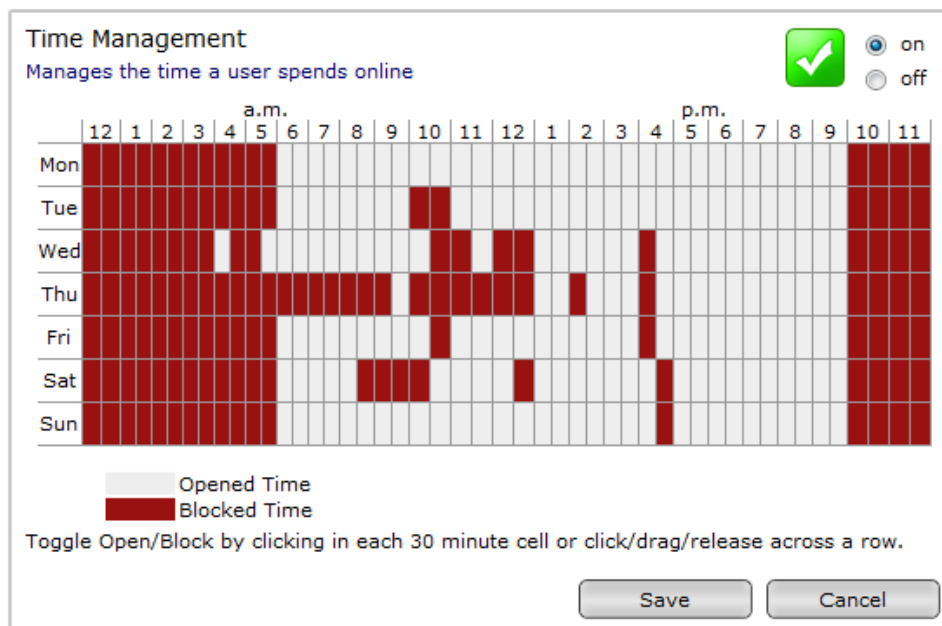 Time Management
on
Manages the time a user spends online
off
a.m. p.m.
12 1 2 3 4 5 6 7 8 9 10 11 12 1 2 3 4 5 6 7 8 9 10 11
Mon
Tue
Wed
Thu
Fri
Sat
Sun
Opened Time
Blocked Time
Toggle Open/Block by clicking in each 30 minute cell or click/drag/release across a row.
Save Cancel